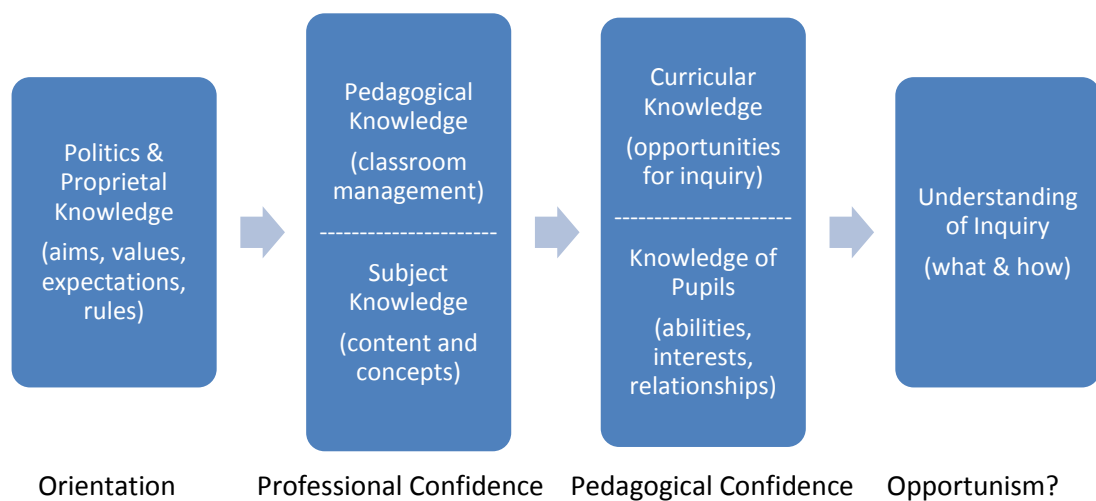 Politics &
Proprietal
Knowledge
(aims, values,
expectations,
rules)
Pedagogical
Knowledge
(classroom
management)
-----------------------
Subject
Knowledge
(content and
concepts)
Curricular
Knowledge
(opportunities
for inquiry)
-----------------------
Knowledge of
Pupils
(abilities,
interests,
relationships)
Understanding
of Inquiry
(what & how)
Orientation
Professional Confidence
Pedagogical Confidence
Opportunism?